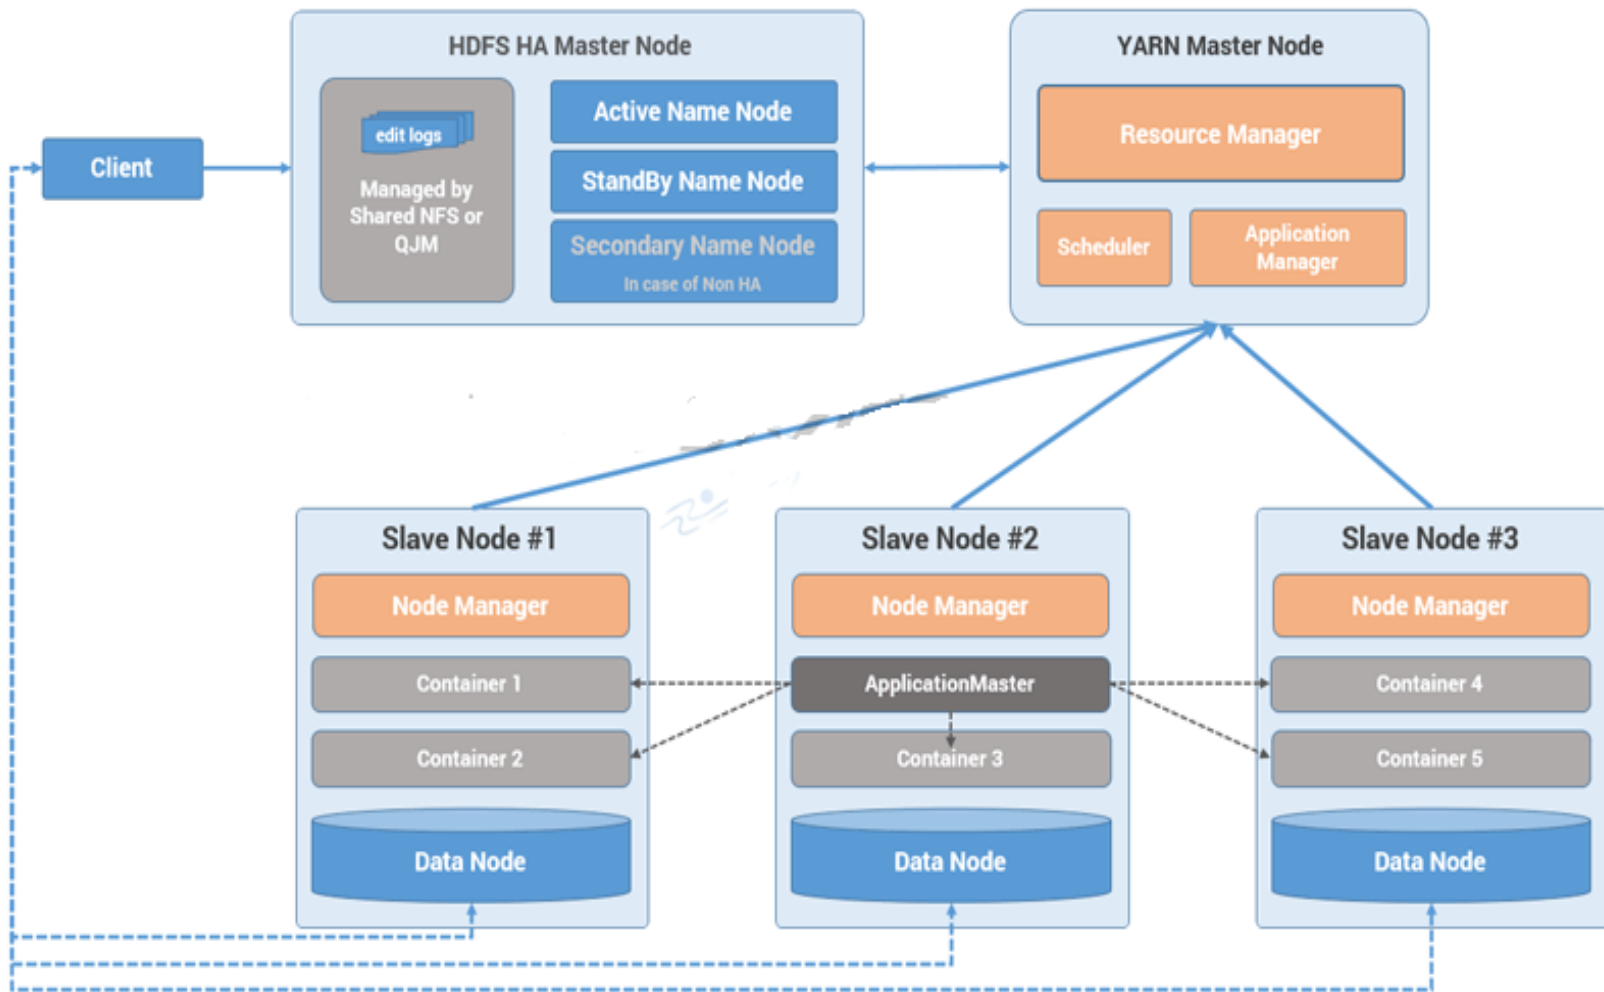 HDFS HA Master Node
YARN Master Node
edit logs
Managed by
Shared NFS or
QJM
Active Name Node
StandBy Name Node
Secondary Name Node
In case of Non HA
Resource Manager
Scheduler
Application
Manager
Client
Slave Node #1
Node Manager
Container 1
Container 2
Data Node
Slave Node #2
Node Manager
ApplicationMaster
Container 3
Data Node
Slave Node #3
Node Manager
Container 4
Container 5
Data Node